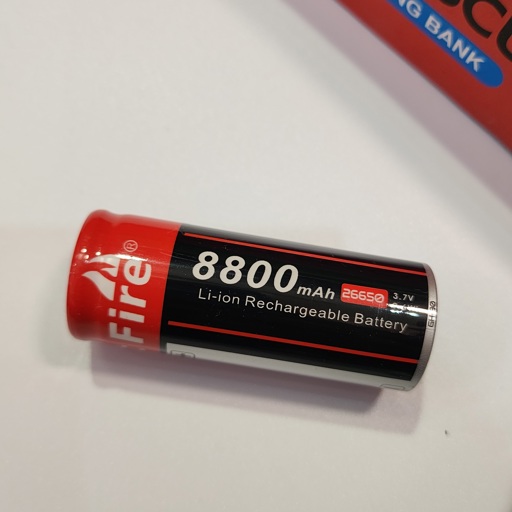 NG BANK
Fire®
8800mAh 26650 3.7V
Li-ion Rechargeable Battery